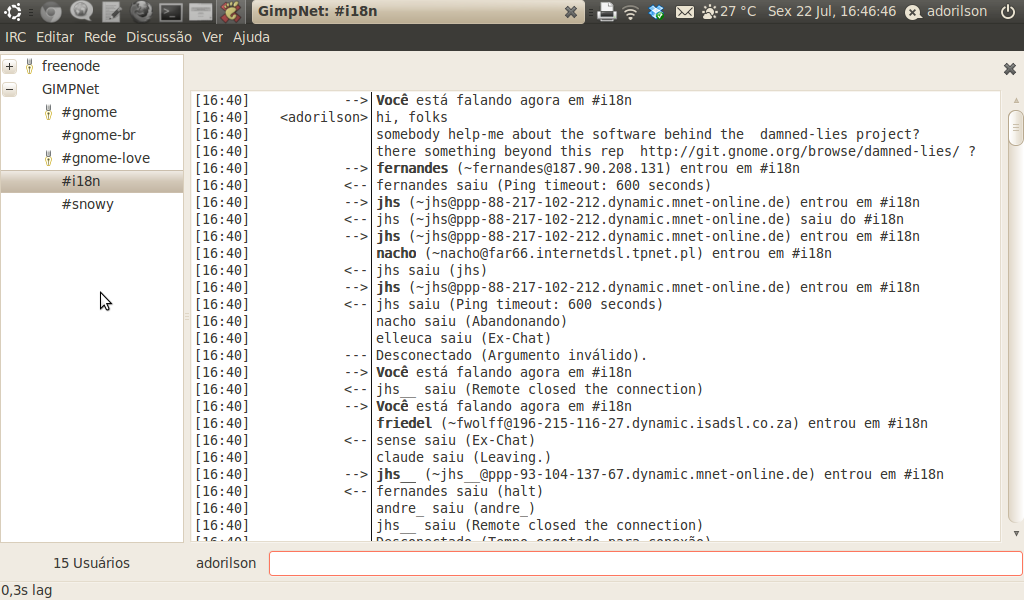 GimpNet: #i18n
27 °C
Sex 22 Jul, 16:46:46
adorilson
IRC Editar Rede Discussão Ver Ajuda
freenode
GIMPNet
#gnome
#gnome-br
#gnome-love
#i18n
#snowy
[16:40] --> Você está falando agora em #i18n
[16:40] <adorilson> hi, folks
[16:40] somebody help-me about the software behind the  damned-lies project?
[16:40] there something beyond this rep  http://git.gnome.org/browse/damned-lies/ ?
[16:40] --> fernandes (~fernandes@187.90.208.131) entrou em #i18n
[16:40] <-- fernandes saiu (Ping timeout: 600 seconds)
[16:40] --> jhs (~jhs@ppp-88-217-102-212.dynamic.mnet-online.de) entrou em #i18n
[16:40] <-- jhs (~jhs@ppp-88-217-102-212.dynamic.mnet-online.de) saiu do #i18n
[16:40] --> jhs (~jhs@ppp-88-217-102-212.dynamic.mnet-online.de) entrou em #i18n
[16:40] nacho (~nacho@far66.internetdsl.tpnet.pl) entrou em #i18n
[16:40] <-- jhs saiu (jhs)
[16:40] --> jhs (~jhs@ppp-88-217-102-212.dynamic.mnet-online.de) entrou em #i18n
[16:40] <-- jhs saiu (Ping timeout: 600 seconds)
[16:40] nacho saiu (Abandonando)
[16:40] elleuca saiu (Ex-Chat)
[16:40] --- Desconectado (Argumento inválido).
[16:40] --> Você está falando agora em #i18n
[16:40] <-- jhs__ saiu (Remote closed the connection)
[16:40] --> Você está falando agora em #i18n
[16:40] friedel (~fwolff@196-215-116-27.dynamic.isadsl.co.za) entrou em #i18n
[16:40] <-- sense saiu (Ex-Chat)
[16:40] claude saiu (Leaving.)
[16:40] --> jhs__ (~jhs__@ppp-93-104-137-67.dynamic.mnet-online.de) entrou em #i18n
[16:40] <-- fernandes saiu (halt)
[16:40] andre_ saiu (andre_)
[16:40] jhs__ saiu (Remote closed the connection)
[16:40] Desconectado (Tempo esgotado para conexão)
15 Usuários
adorilson
0,3s lag